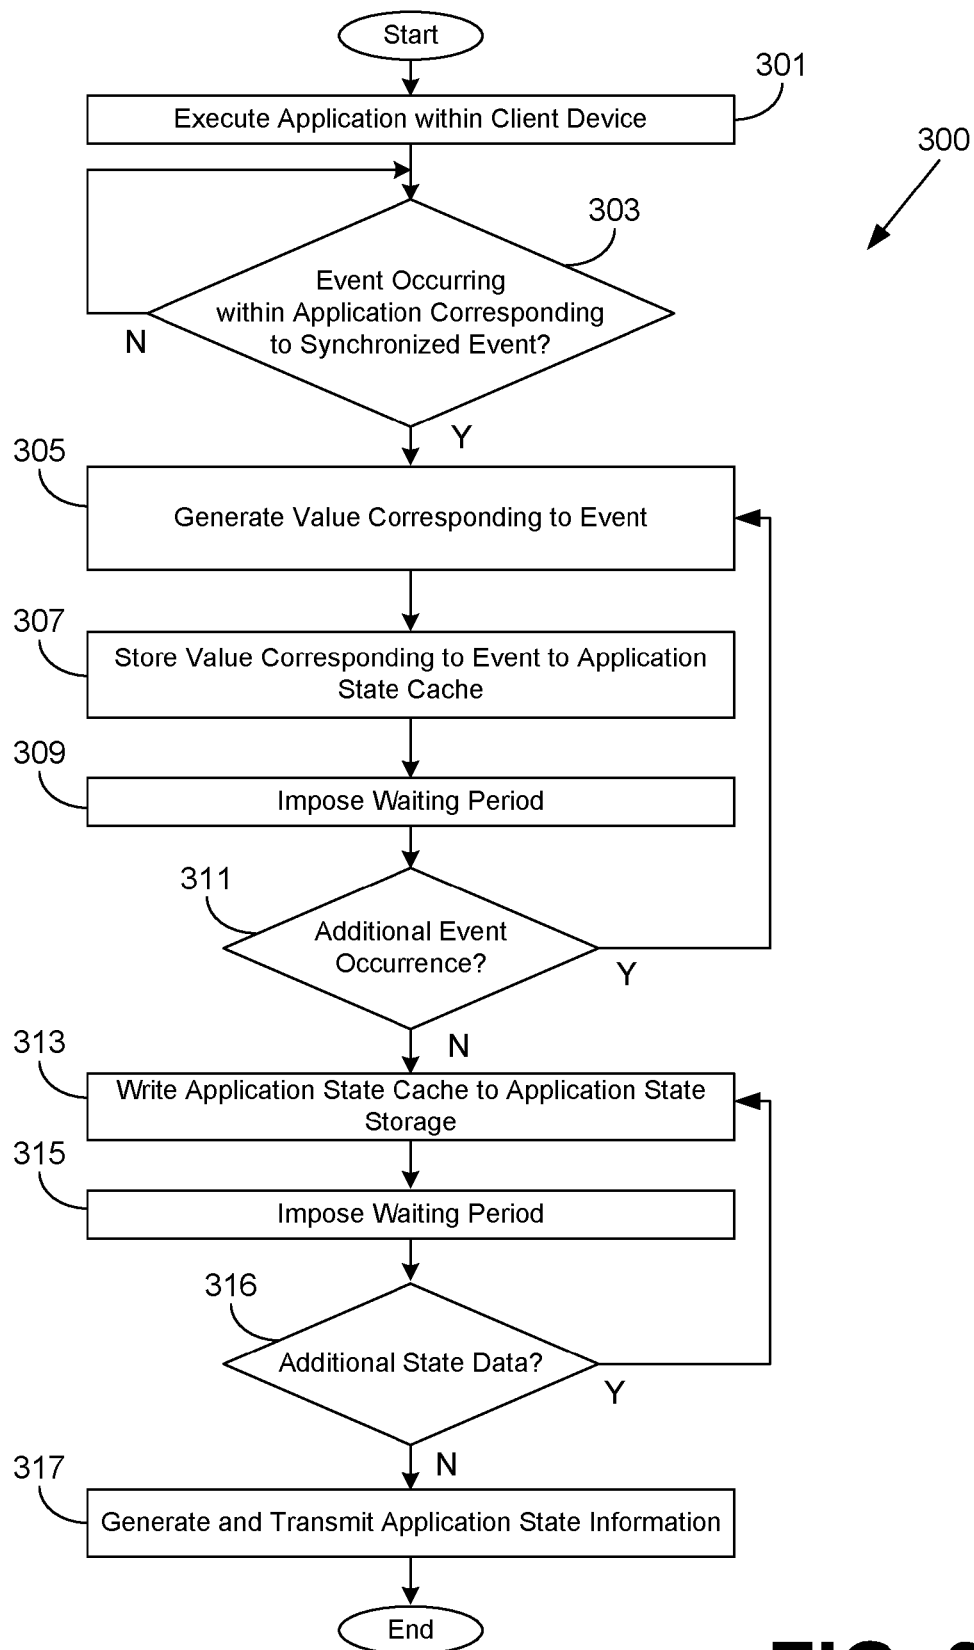 Start
301
Execute Application within Client Device
300
303
Event Occurring
within Application Corresponding
to Synchronized Event?
N
Y
305
Generate Value Corresponding to Event
307
Store Value Corresponding to Event to Application
State Cache
309
Impose Waiting Period
311
Additional Event
Occurrence?
Y
N
313
Write Application State Cache to Application State
Storage
315
Impose Waiting Period
316
Additional State Data?
Y
N
317
Generate and Transmit Application State Information
End